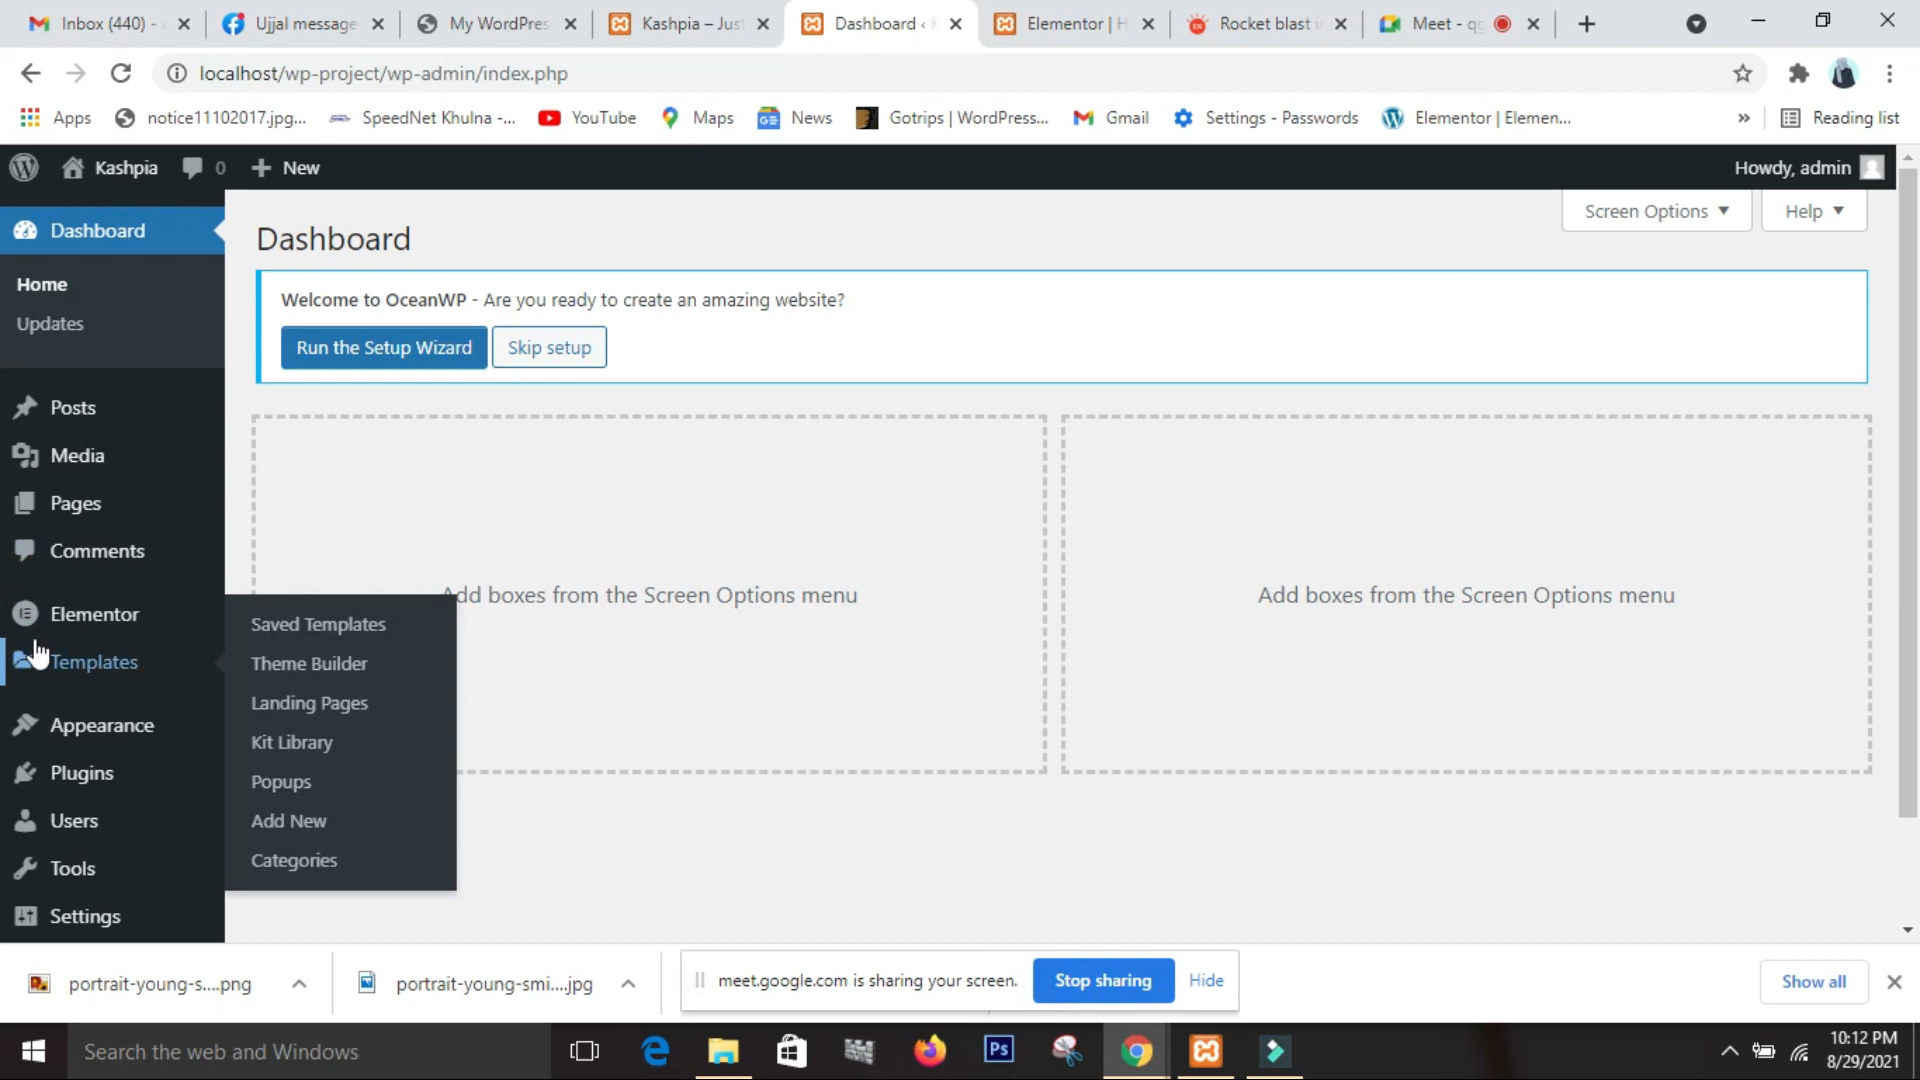 Inbox (440) -
Ujjal message
My WordPres
Kashpia – Jus
Dashboard ‹
Elementor | H
Rocket blast i
Meet - qg
localhost/wp-project/wp-admin/index.php
Apps
notice11102017.jpg...
SpeedNet Khulna -...
YouTube
Maps
News
Gotrips | WordPress...
Gmail
Settings - Passwords
Elementor | Elemen...
»
Reading list
Kashpia
0
New
Howdy, admin
Screen Options
Help
Dashboard
Home
Updates
Posts
Media
Pages
Comments
Elementor
Templates
Appearance
Plugins
Users
Tools
Settings
Dashboard
Welcome to OceanWP - Are you ready to create an amazing website?
Run the Setup Wizard
Skip setup
Add boxes from the Screen Options menu
Add boxes from the Screen Options menu
Saved Templates
Theme Builder
Landing Pages
Kit Library
Popups
Add New
Categories
portrait-young-s....png
portrait-young-smi....jpg
meet.google.com is sharing your screen.
Stop sharing
Hide
Show all
Search the web and Windows
Ps
10:12 PM
8/29/2021